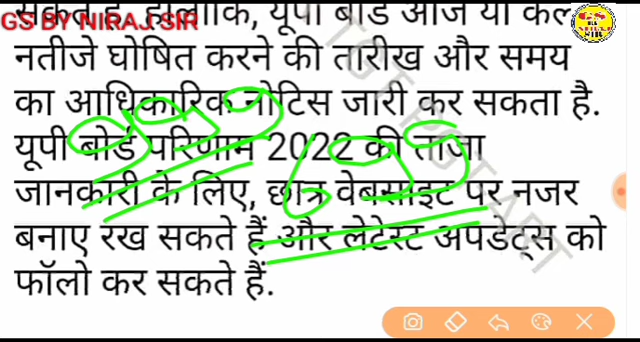 सकता है. हालांकि, यूपी बोर्ड आज या कल
GS BY NIRAJ SIR
नतीजे घोषित करने की तारीख और समय
का आधिकारिक नोटिस जारी कर सकता है.
यूपी बोर्ड परिणाम 2022 की ताजा
जानकारी के लिए, छात्र वेबसाइट पर नजर
बनाए रख सकते हैं और लेटेस्ट अपडेट्स को
फॉलो कर सकते हैं.